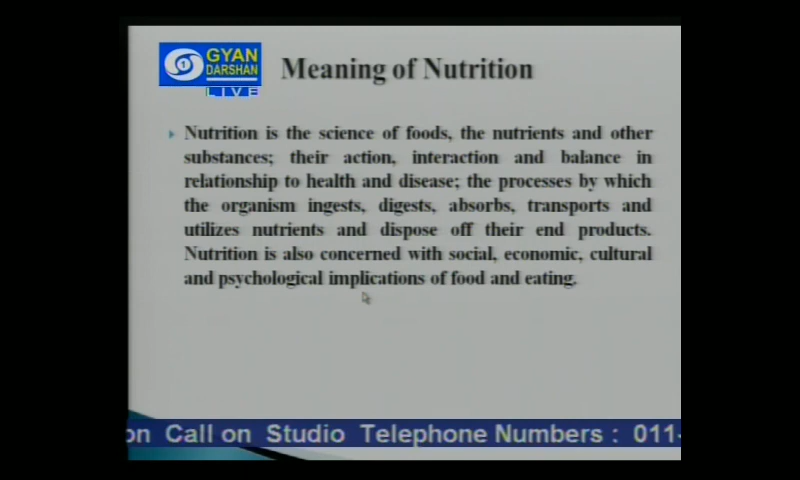 GYAN
DARSHAN
LIVE
Meaning of Nutrition
Nutrition is the science of foods, the nutrients and other
substances; their action, interaction and balance in
relationship to health and disease; the processes by which
the organism ingests, digests, absorbs, transports and
utilizes nutrients and dispose off their end products.
Nutrition is also concerned with social, economic, cultural
and psychological implications of food and eating.
on Call on Studio Telephone Numbers : 011-